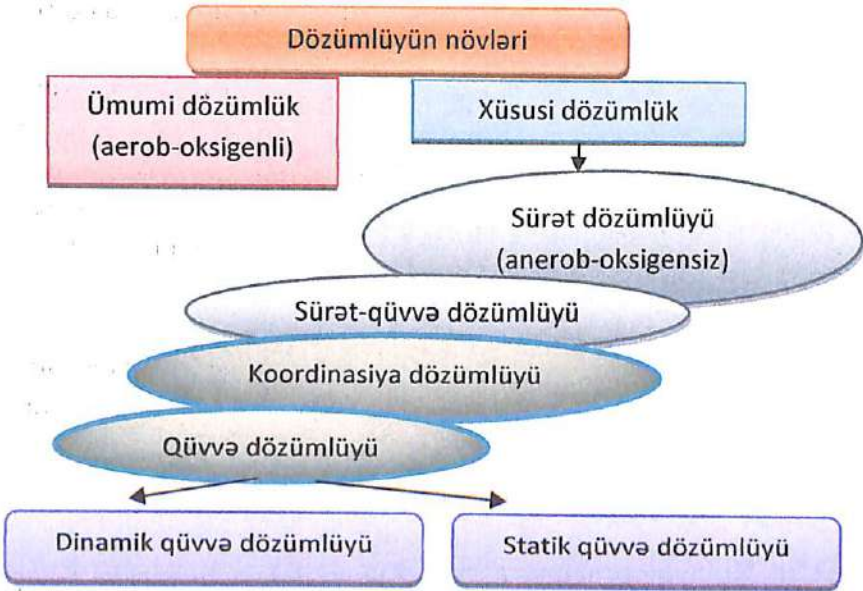 Dözümlüyün növləri
Ümumi dözümlük
(aerob-oksigenli)
Xüsusi dözümlük
Sürət dözümlüyü
(anerob-oksigensiz)
Sürət-qüvvə dözümlüyü
Koordinasiya dözümlüyü
Qüvvə dözümlüyü
Dinamik qüvvə dözümlüyü
Statik qüvvə dözümlüyü